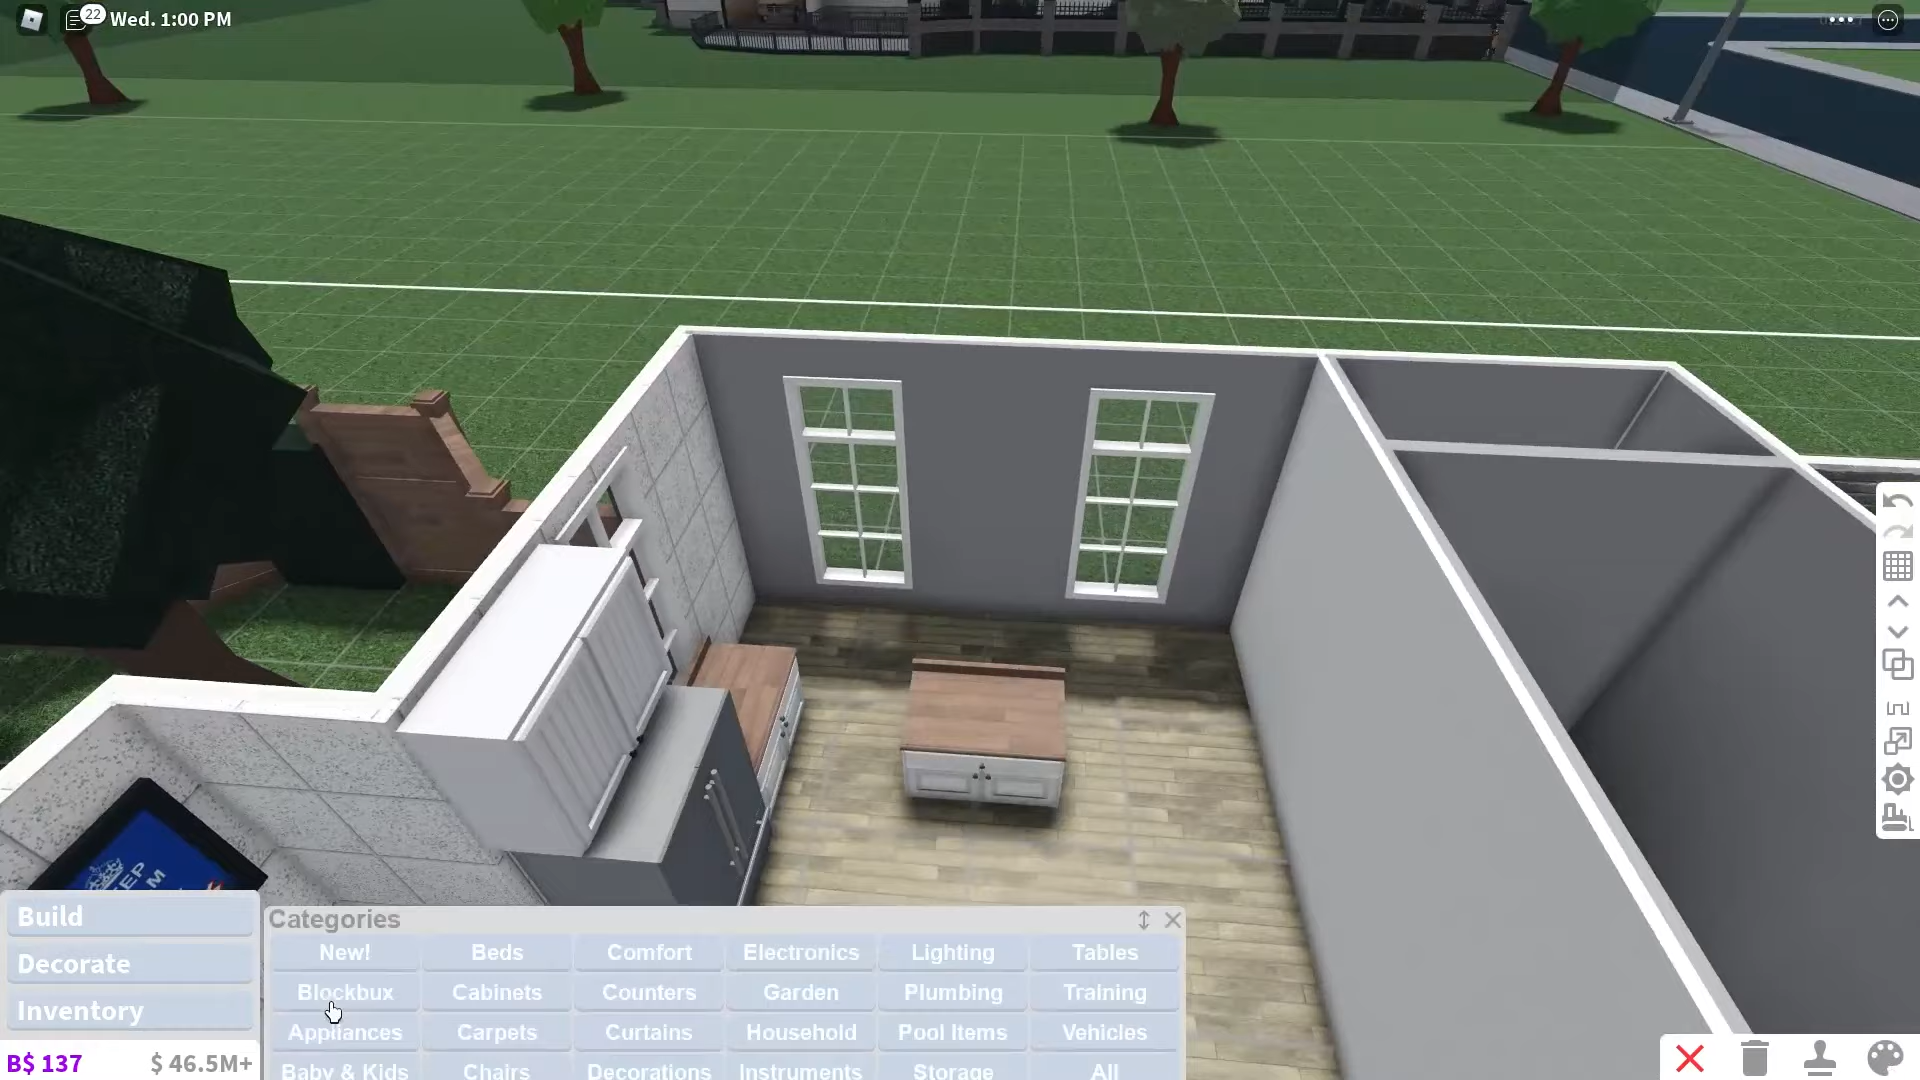 22 Wed. 1:00 PM
EEP
M
Build
Decorate
Inventory
B$ 137 $ 46.5M+
Categories
New! Beds Comfort Electronics Lighting Tables
Blockbux Cabinets Counters Garden Plumbing Training
Appliances Carpets Curtains Household Pool Items Vehicles
Baby & Kids Chairs Decorations Instruments Storage All